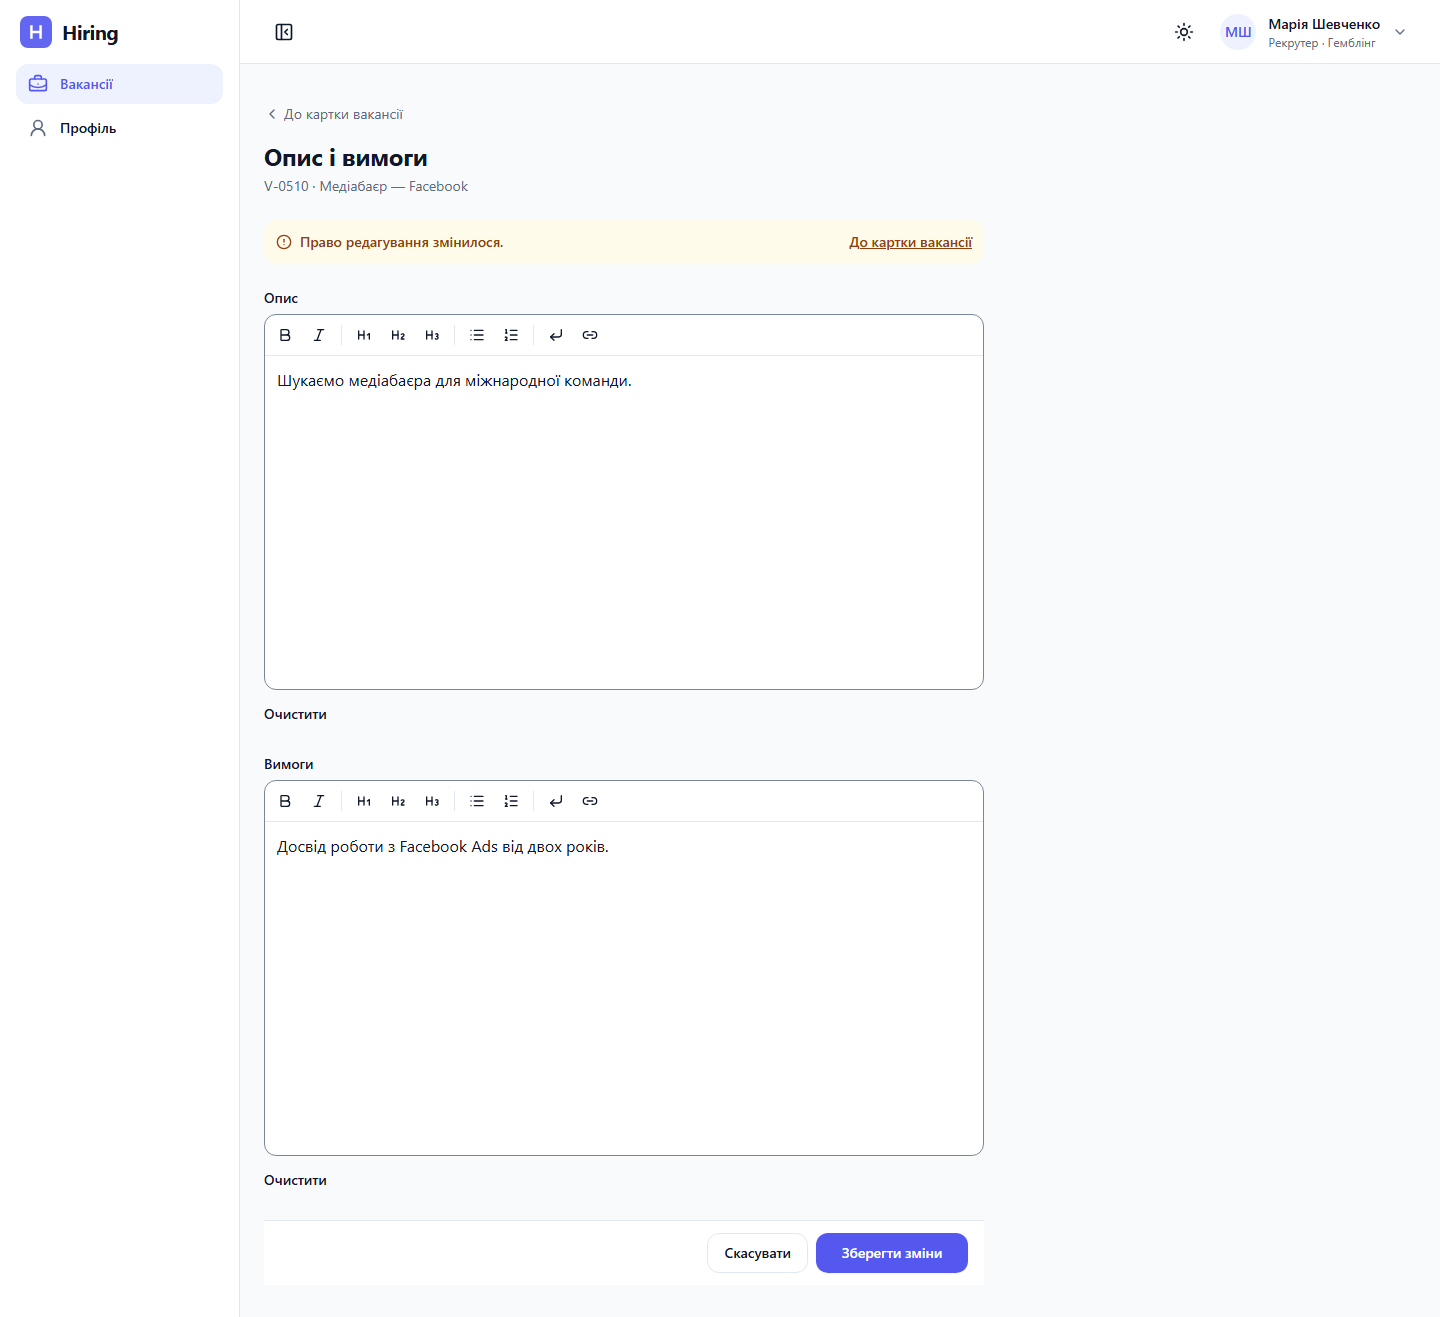 H Hiring
Вакансії
Профіль
МШ
Марія Шевченко
Рекрутер · Гемблінг
До картки вакансії
Опис і вимоги
V-0510 · Медіабаєр — Facebook
Право редагування змінилося.
До картки вакансії
Опис
B I H1 H2 H3
Шукаємо медіабаєра для міжнародної команди.
Очистити
Вимоги
B I H1 H2 H3
Досвід роботи з Facebook Ads від двох років.
Очистити
Скасувати
Зберегти зміни